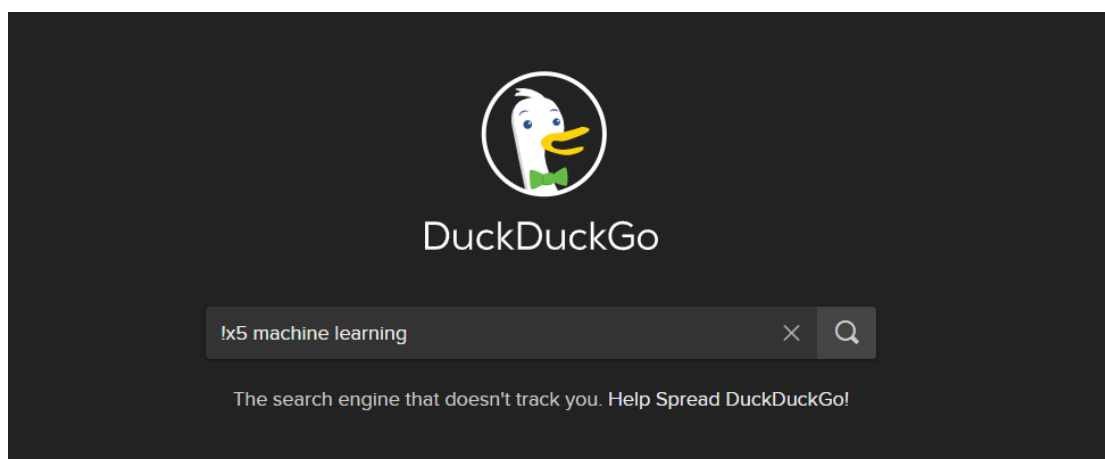 DuckDuckGo
!x5 machine learning
The search engine that doesn't track you. Help Spread DuckDuckGo!